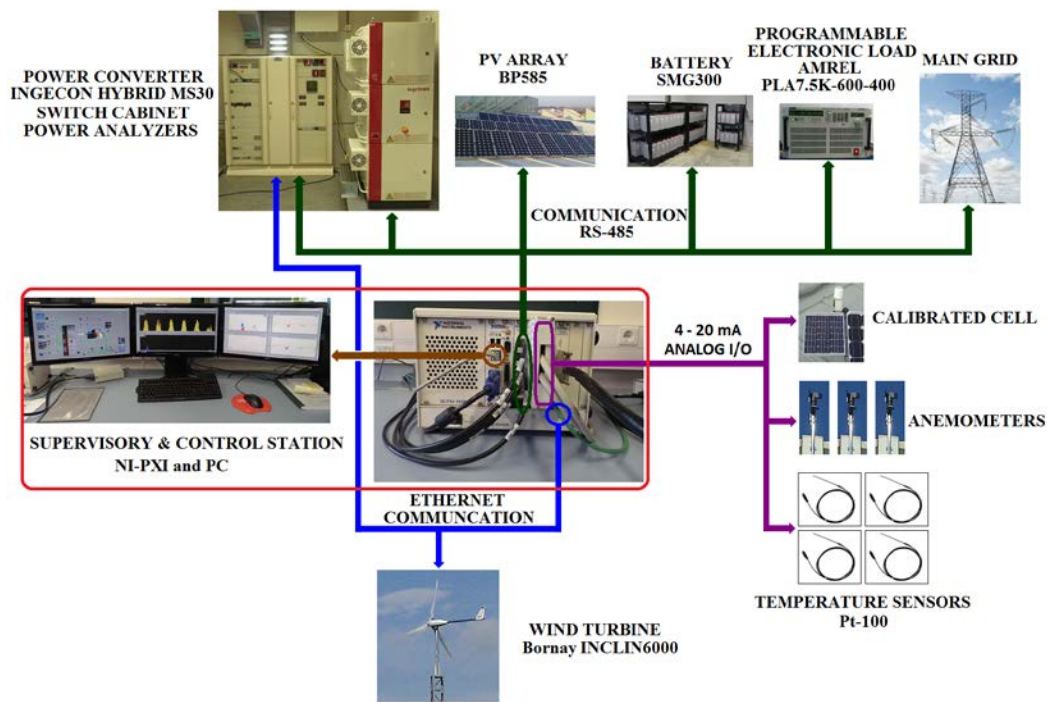 POWER CONVERTER
INGECON HYBRID MS30
SWITCH CABINET
POWER ANALYZERS
PV ARRAY
BP585
BATTERY
SMG300
PROGRAMMABLE
ELECTRONIC LOAD
AMREL
PLA7.5K-600-400
MAIN GRID
COMMUNICATION
RS-485
4 - 20 mA
ANALOG I/O
CALIBRATED CELL
ANEMOMETERS
SUPERVISORY & CONTROL STATION
NI-PXI and PC
ETHERNET
COMMUNCATION
TEMPERATURE SENSORS
Pt-100
WIND TURBINE
Bornay INCLIN6000